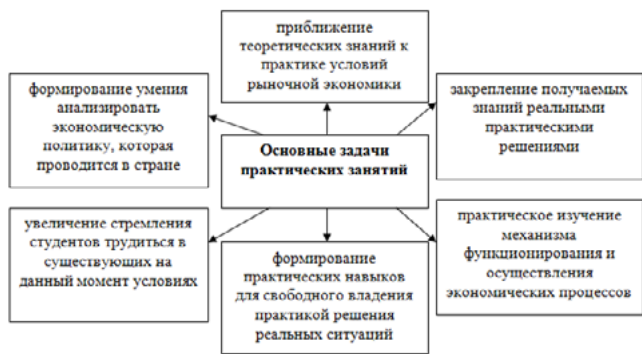 приближение
теоретических знаний к
практике условий
рыночной экономики
формирование умения
анализировать
экономическую
политику, которая
проводится в стране
закрепление получаемых
знаний реальными
практическими
решениями
Основные задачи
практических занятий
увеличение стремления
студентов трудиться в
существующих на
данный момент условиях
формирование
практических навыков
для свободного владения
практикой решения
реальных ситуаций
практическое изучение
механизма
функционирования и
осуществления
экономических процессов